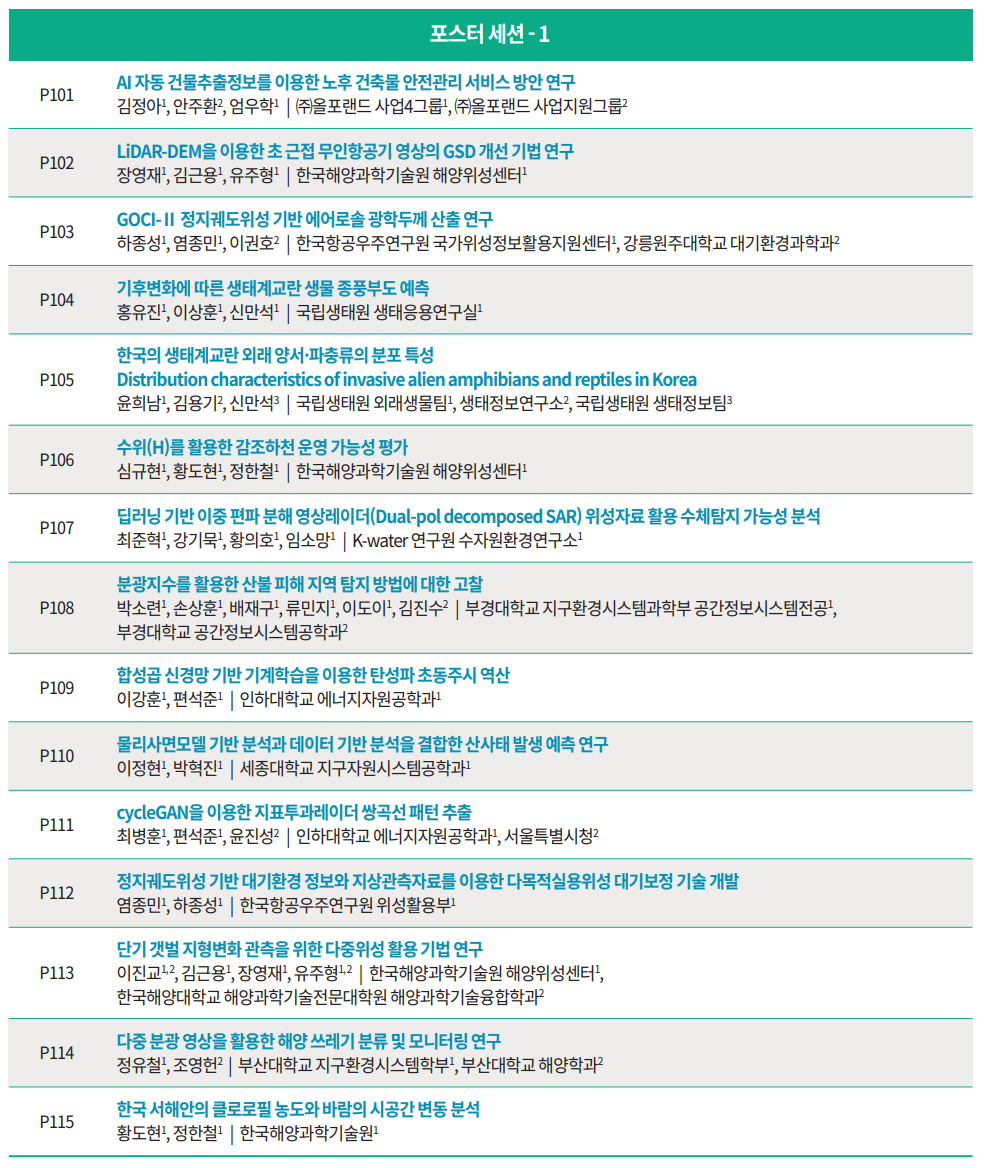 포스터 세션 - 1
P101
AI 자동 건물추출정보를 이용한 노후 건축물 안전관리 서비스 방안 연구
김정아¹, 안주환², 엄우학¹ | ㈜올포랜드 사업4그룹¹, ㈜올포랜드 사업지원그룹²
P102
LiDAR-DEM을 이용한 초 근접 무인항공기 영상의 GSD 개선 기법 연구
장영재¹, 김근용¹, 유주형¹ | 한국해양과학기술원 해양위성센터¹
P103
GOCI-Ⅱ 정지궤도위성 기반 에어로솔 광학두께 산출 연구
하종성¹, 염종민¹, 이권호² | 한국항공우주연구원 국가위성정보활용지원센터¹, 강릉원주대학교 대기환경과학과²
P104
기후변화에 따른 생태계교란 생물 종풍부도 예측
홍유진¹, 이상훈¹, 신만석¹ | 국립생태원 생태응용연구실¹
P105
한국의 생태계교란 외래 양서·파충류의 분포 특성
Distribution characteristics of invasive alien amphibians and reptiles in Korea
윤희남¹, 김용기², 신만석³ | 국립생태원 외래생물팀¹, 생태정보연구소², 국립생태원 생태정보팀³
P106
수위(H)를 활용한 감조하천 운영 가능성 평가
심규현¹, 황도현¹, 정한철¹ | 한국해양과학기술원 해양위성센터¹
P107
딥러닝 기반 이중 편파 분해 영상레이더(Dual-pol decomposed SAR) 위성자료 활용 수체탐지 가능성 분석
최준혁¹, 강기묵¹, 황의호¹, 임소망¹ | K-water 연구원 수자원환경연구소¹
P108
분광지수를 활용한 산불 피해 지역 탐지 방법에 대한 고찰
박소련¹, 손상훈¹, 배재구¹, 류민지¹, 이도이¹, 김진수² | 부경대학교 지구환경시스템과학부 공간정보시스템전공¹,
부경대학교 공간정보시스템공학과²
P109
합성곱 신경망 기반 기계학습을 이용한 탄성파 초동주시 역산
이강훈¹, 편석준¹ | 인하대학교 에너지자원공학과¹
P110
물리사면모델 기반 분석과 데이터 기반 분석을 결합한 산사태 발생 예측 연구
이정현¹, 박혁진¹ | 세종대학교 지구자원시스템공학과¹
P111
cycleGAN을 이용한 지표투과레이더 쌍곡선 패턴 추출
최병훈¹, 편석준¹, 윤진성² | 인하대학교 에너지자원공학과¹, 서울특별시청²
P112
정지궤도위성 기반 대기환경 정보와 지상관측자료를 이용한 다목적실용위성 대기보정 기술 개발
염종민¹, 하종성¹ | 한국항공우주연구원 위성활용부¹
P113
단기 갯벌 지형변화 관측을 위한 다중위성 활용 기법 연구
이진교¹,², 김근용¹, 장영재¹, 유주형¹,² | 한국해양과학기술원 해양위성센터¹,
한국해양대학교 해양과학기술전문대학원 해양과학기술융합학과²
P114
다중 분광 영상을 활용한 해양 쓰레기 분류 및 모니터링 연구
정유철¹, 조영헌² | 부산대학교 지구환경시스템학부¹, 부산대학교 해양학과²
P115
한국 서해안의 클로로필 농도와 바람의 시공간 변동 분석
황도현¹, 정한철¹ | 한국해양과학기술원¹